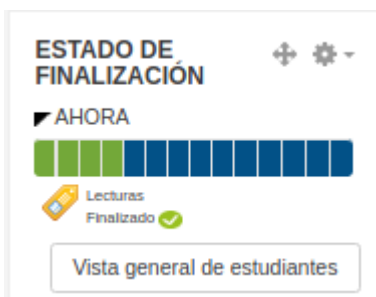 ESTADO DE
FINALIZACIÓN
AHORA
Lecturas
Finalizado
Vista general de estudiantes